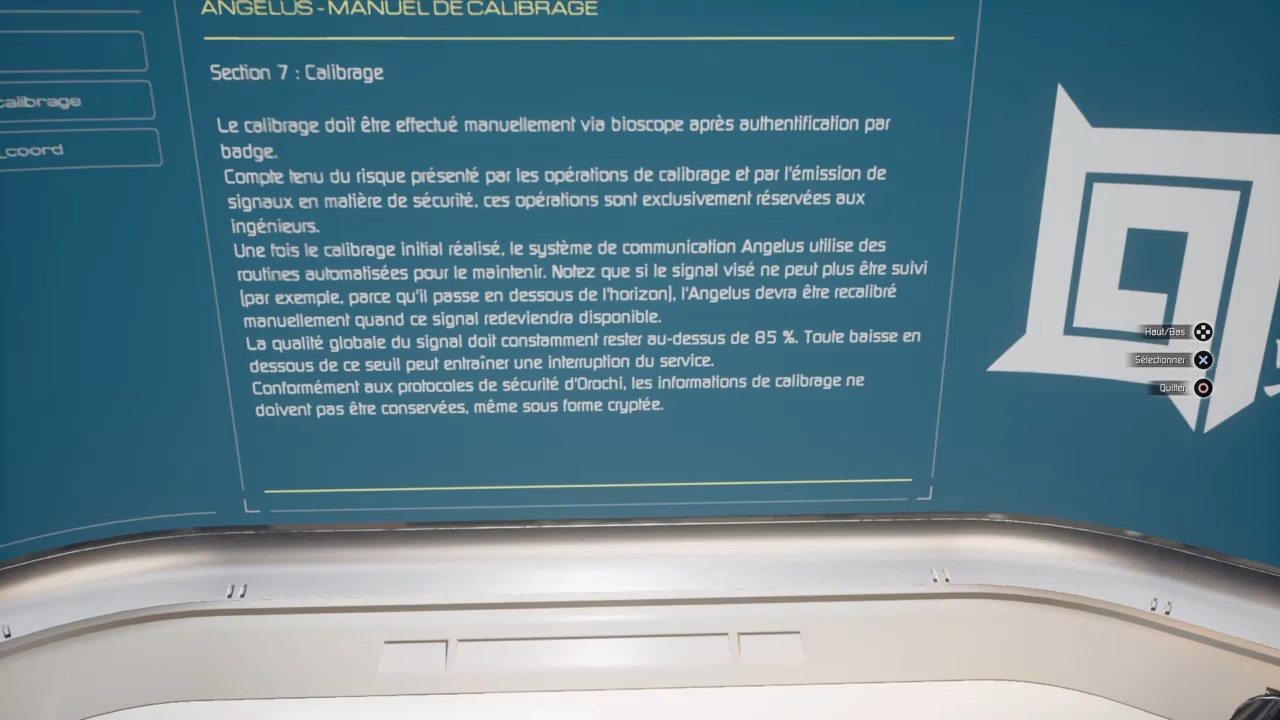 ANGELUS - MANUEL DE CALIBRAGE
Section 7 : Calibrage
calibrage
_coord
Le calibrage doit être effectué manuellement via bioscope après authentification par
badge.
Compte tenu du risque présenté par les opérations de calibrage et par l'émission de
signaux en matière de sécurité, ces opérations sont exclusivement réservées aux
ingénieurs.
Une fois le calibrage initial réalisé, le système de communication Angelus utilise des
routines automatisées pour le maintenir. Notez que si le signal visé ne peut plus être suivi
(par exemple, parce qu'il passe en dessous de l'horizon), l'Angelus devra être recalibré
manuellement quand ce signal redeviendra disponible.
La qualité globale du signal doit constamment rester au-dessus de 85 %. Toute baisse en
dessous de ce seuil peut entraîner une interruption du service.
Conformément aux protocoles de sécurité d'Orochi, les informations de calibrage ne
doivent pas être conservées, même sous forme cryptée.
Haut/Bas
Sélectionner
Quitter